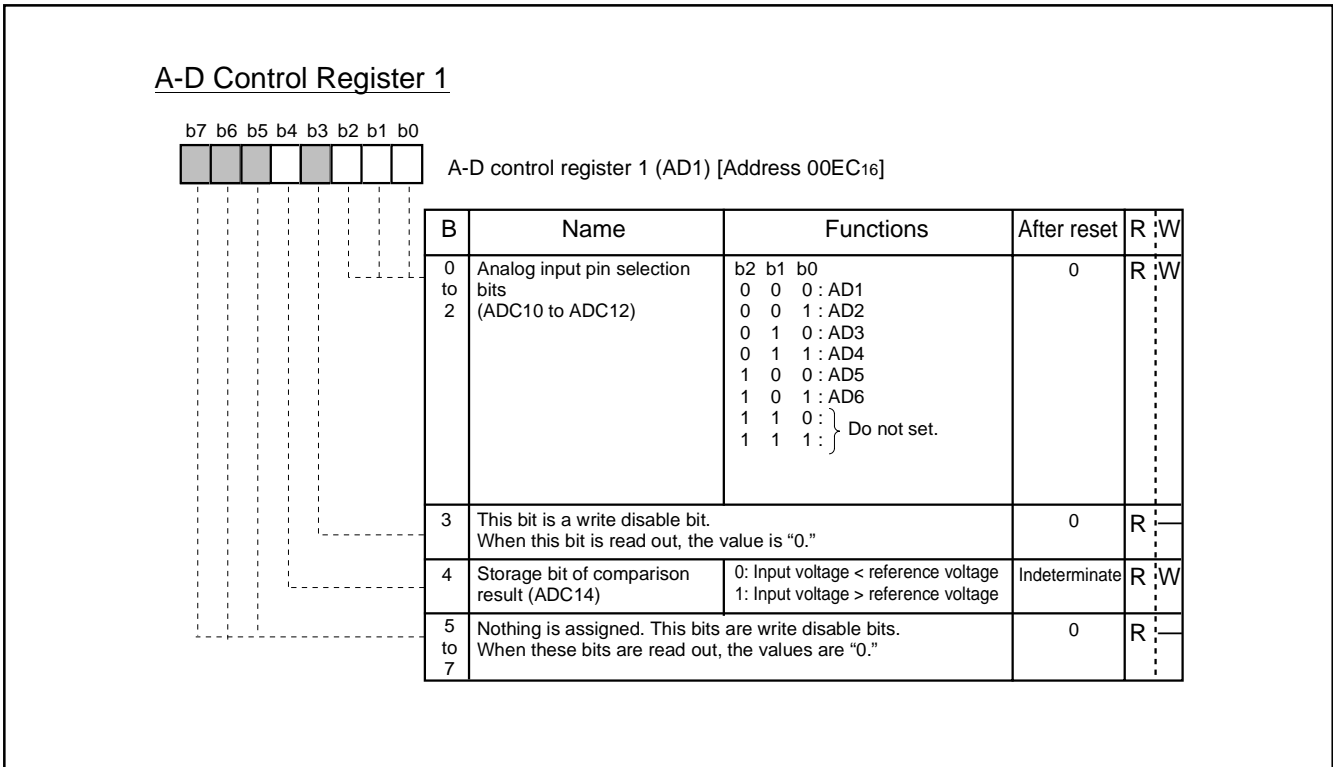 A-D Control Register 1
b7 b6 b5 b4 b3 b2 b1 b0
A-D control register 1 (AD1) [Address 00EC16]
B Name Functions After reset R W
0 to 2
Analog input pin selection bits
(ADC10 to ADC12)
b2 b1 b0
0 0 0 : AD1
0 0 1 : AD2
0 1 0 : AD3
0 1 1 : AD4
1 0 0 : AD5
1 0 1 : AD6
1 1 0 :
1 1 1 :
Do not set.
0 R W
3
This bit is a write disable bit.
When this bit is read out, the value is “0.”
0 R —
4
Storage bit of comparison
result (ADC14)
0: Input voltage < reference voltage
1: Input voltage > reference voltage
Indeterminate R W
5 to 7
Nothing is assigned. This bits are write disable bits.
When these bits are read out, the values are “0.”
0 R —